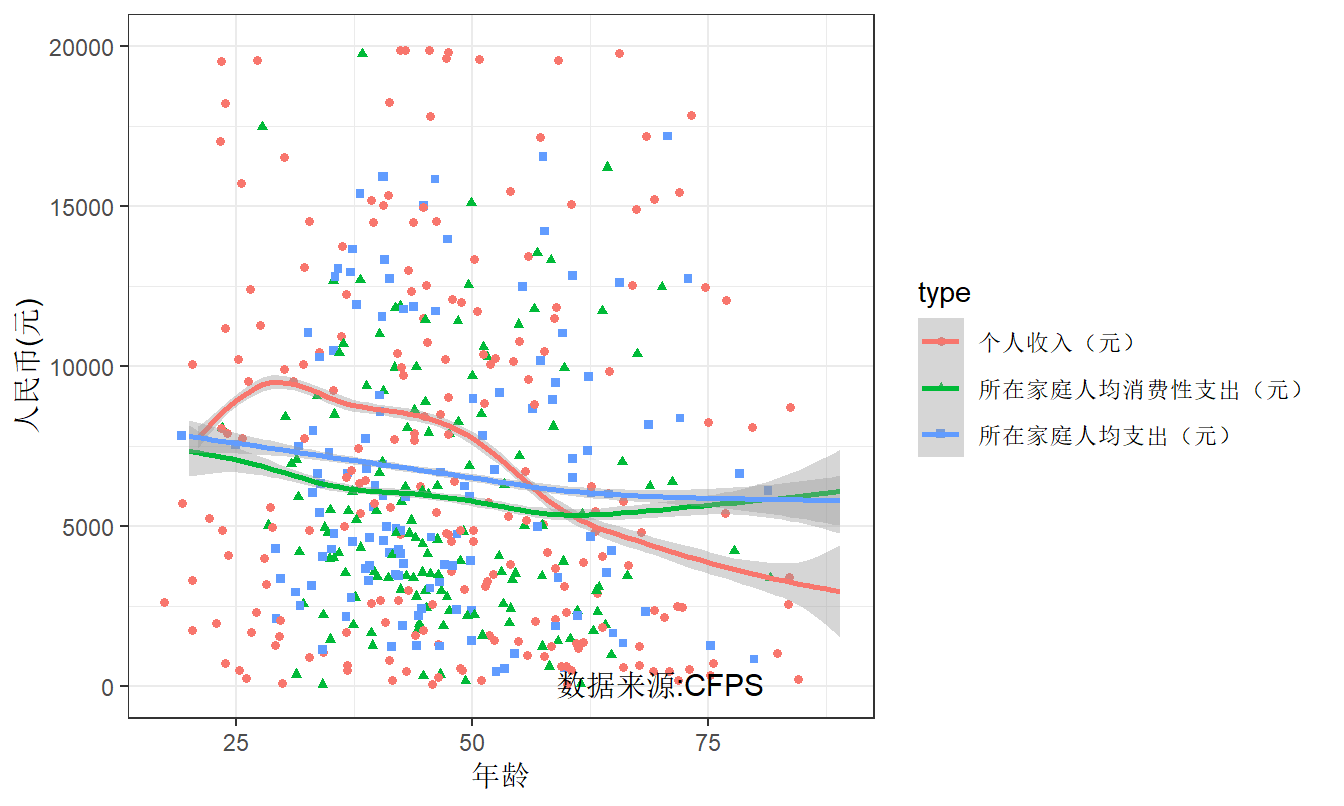 20000
15000
10000
5000
0
人民币(元)
25
50
75
年龄
数据来源:CFPS
type
个人收入（元）
所在家庭人均消费性支出（元）
所在家庭人均支出（元）